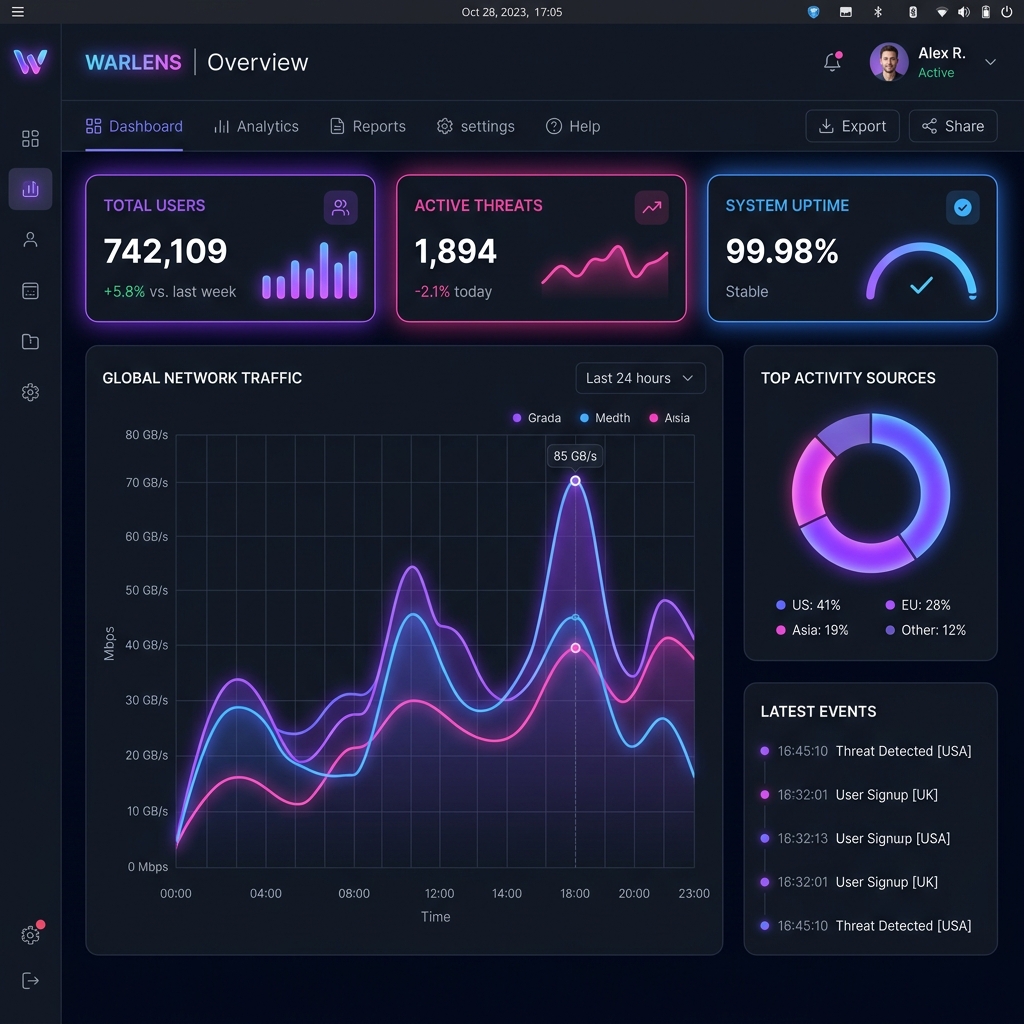 Oct 28, 2023, 17:05
WARLENS | Overview
Alex R.
Active
Dashboard
Analytics
Reports
settings
Help
Export
Share
TOTAL USERS
742,109
+5.8% vs. last week
ACTIVE THREATS
1,894
-2.1% today
SYSTEM UPTIME
99.98%
Stable
GLOBAL NETWORK TRAFFIC
Last 24 hours
Grada
Medth
Aısia
80 GB/s
70 GB/s
60 GB/s
50 GB/s
40 GB/s
30 GB/s
20 GB/s
10 GB/s
0 Mbps
Mbps
85 GB/s
00:00
04:00
08:00
12:00
14:00
18:00
20:00
23:00
Time
TOP ACTIVITY SOURCES
US: 41%
EU: 28%
Asia: 19%
Other: 12%
LATEST EVENTS
16:45:10 Threat Detected [USA]
16:32:01 User Signup [UK]
16:32:13 User Signup [USA]
16:32:01 User Signup [UK]
16:45:10 Threat Detected [USA]